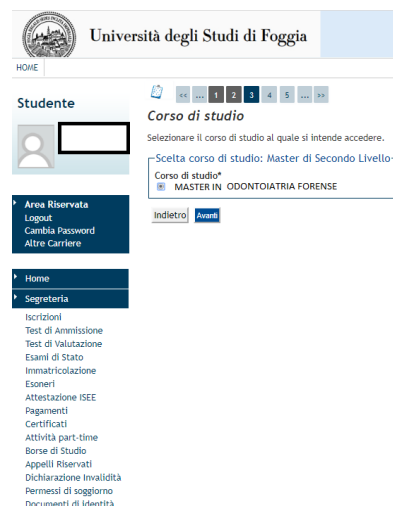 Università degli Studi di Foggia
HOME
Studente
<< ... 1 2 3 4 5 ... >>
Corso di studio
Selezionare il corso di studio al quale si intende accedere.
Scelta corso di studio: Master di Secondo Livello
Corso di studio*
MASTER IN ODONTOIATRIA FORENSE
Indietro Avanti
Area Riservata
Logout
Cambia Password
Altre Carriere
Home
Segreteria
Iscrizioni
Test di Ammissione
Test di Valutazione
Esami di Stato
Immatricolazione
Esoneri
Attestazione ISEE
Pagamenti
Certificati
Attività part-time
Borse di Studio
Appelli Riservati
Dichiarazione Invalidità
Permessi di soggiorno
Documenti di identità